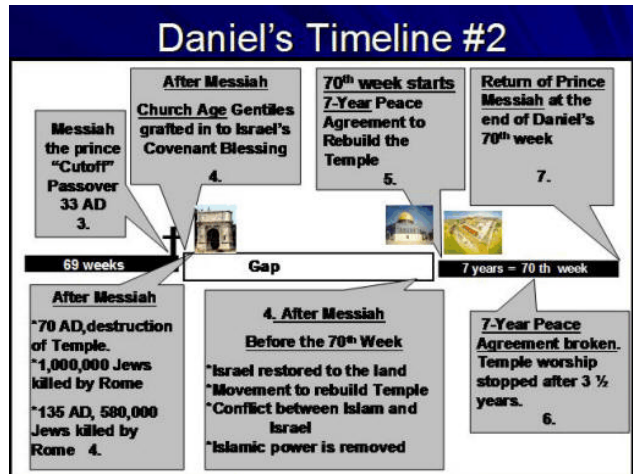 Daniel's Timeline #2
Messiah
the prince
“Cutoff”
Passover
33 AD
3.
After Messiah
Church Age Gentiles
grafted in to Israel's
Covenant Blessing
4.
70th week starts
7-Year Peace
Agreement to
Rebuild the
Temple
5.
Return of Prince
Messiah at the
end of Daniel's
70th week
7.
69 weeks
Gap
7 years = 70 th week
After Messiah
*70 AD,destruction
of Temple.
*1,000,000 Jews
killed by Rome
*135 AD, 580,000
Jews killed by
Rome 4.
4. After Messiah
Before the 70th Week
*Israel restored to the land
*Movement to rebuild Temple
*Conflict between Islam and
Israel
*Islamic power is removed
7-Year Peace
Agreement broken.
Temple worship
stopped after 3 ½
years.
6.